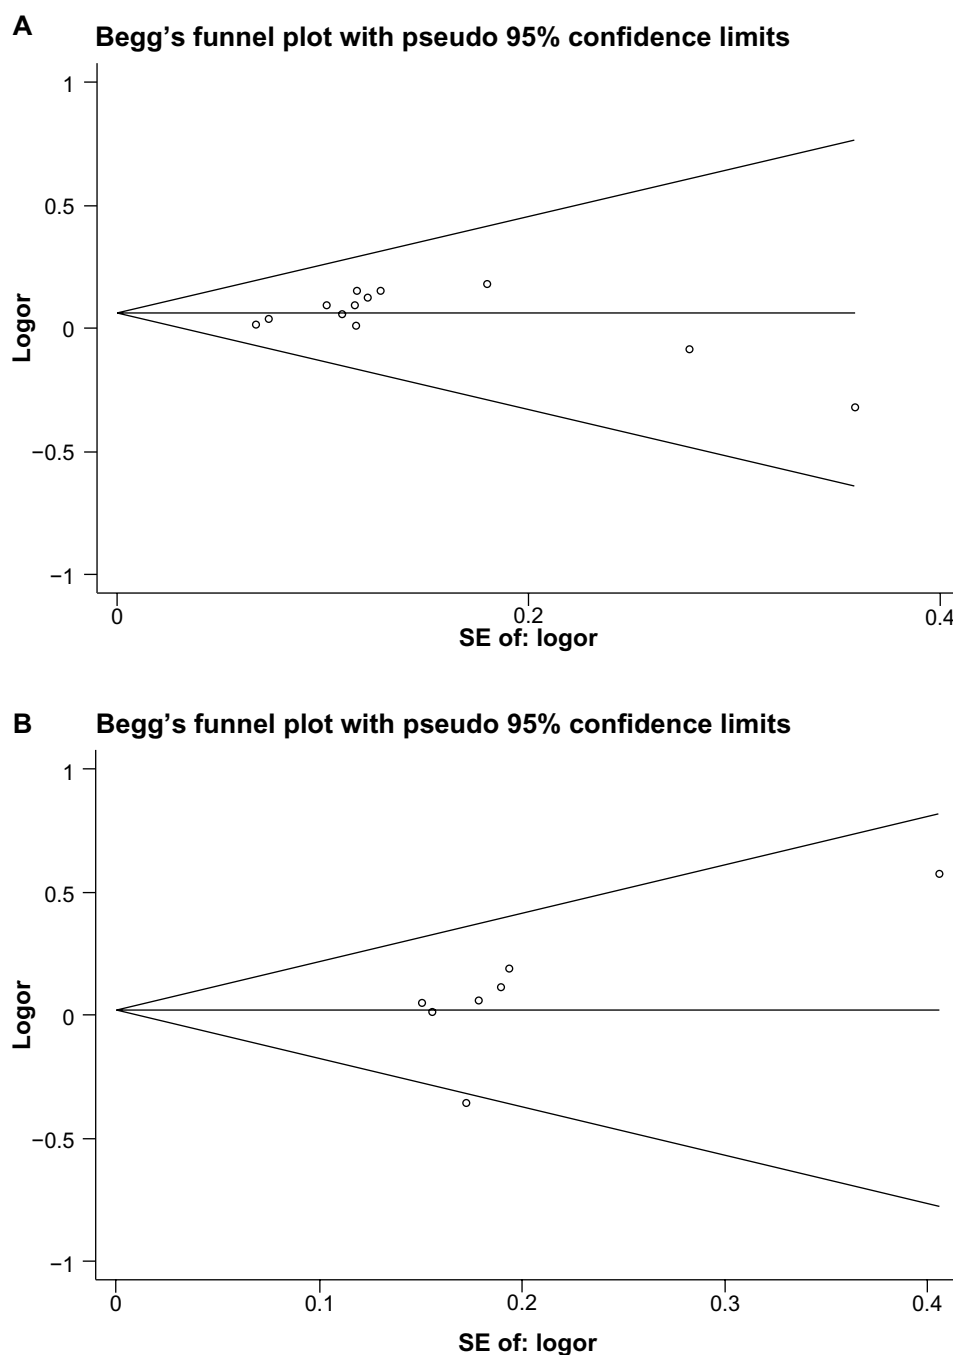 A
Begg’s funnel plot with pseudo 95% confidence limits
1
0.5
0
−0.5
−1
Logor
0 0.2 0.4
SE of: logor
B
Begg’s funnel plot with pseudo 95% confidence limits
1
0.5
0
−0.5
−1
Logor
0 0.1 0.2 0.3 0.4
SE of: logor